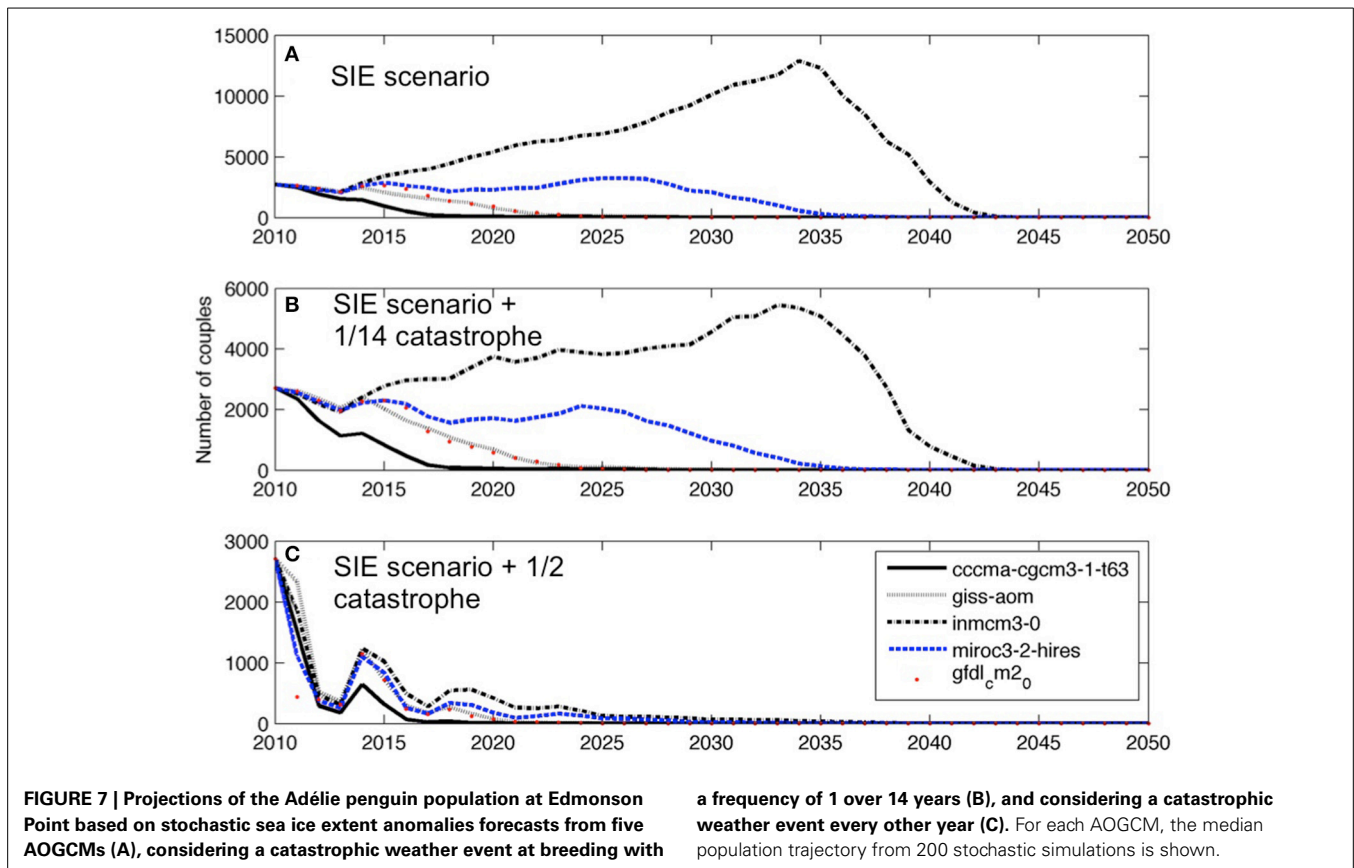 A
SIE scenario
15000
10000
5000
0
2010 2015 2020 2025 2030 2035 2040 2045 2050
B
SIE scenario +
1/14 catastrophe
Number of couples
6000
4000
2000
0
2010 2015 2020 2025 2030 2035 2040 2045 2050
C
SIE scenario + 1/2
catastrophe
3000
2000
1000
0
2010 2015 2020 2025 2030 2035 2040 2045 2050
cccma-cgcm3-1-t63
giss-aom
inmcm3-0
miroc3-2-hires
gfdl_cm2_0
FIGURE 7 | Projections of the Adélie penguin population at Edmonson
Point based on stochastic sea ice extent anomalies forecasts from five
AOGCMs (A), considering a catastrophic weather event at breeding with
a frequency of 1 over 14 years (B), and considering a catastrophic
weather event every other year (C). For each AOGCM, the median
population trajectory from 200 stochastic simulations is shown.